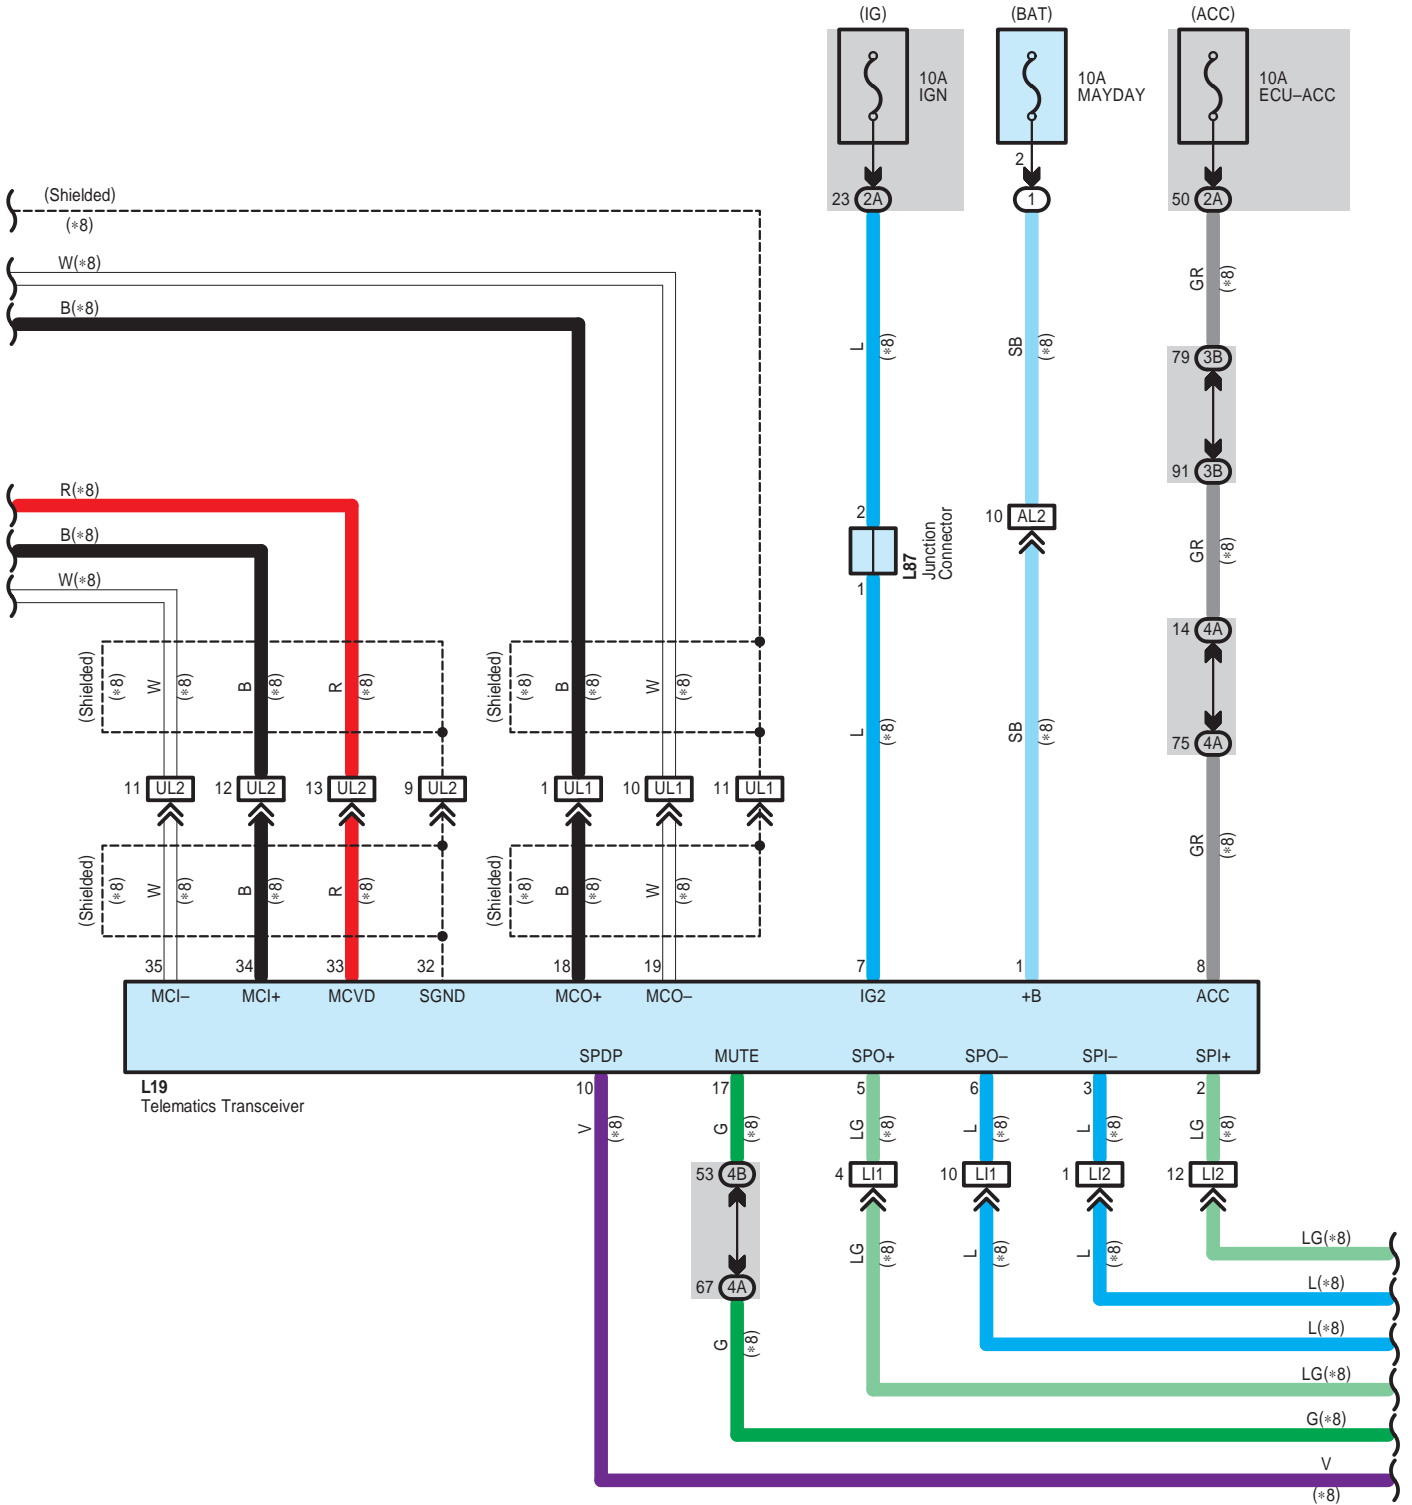 (IG)
(BAT)
(ACC)
10A
IGN
10A
MAYDAY
10A
ECU–ACC
2
23 2A
1
50 2A
(Shielded)
(∗8)
W(∗8)
B(∗8)
L
(∗8)
SB
(∗8)
GR
(∗8)
79 3B
91 3B
R(∗8)
B(∗8)
W(∗8)
2
L87
Junction
Connector
1
10 AL2
GR
(∗8)
14 4A
75 4A
(Shielded)
(∗8)
W
(∗8)
B
(∗8)
R
(∗8)
(Shielded)
(∗8)
B
(∗8)
W
(∗8)
L
(∗8)
SB
(∗8)
11 UL2
12 UL2
13 UL2
9 UL2
1 UL1
10 UL1
11 UL1
(Shielded)
(∗8)
W
(∗8)
B
(∗8)
R
(∗8)
(Shielded)
(∗8)
B
(∗8)
W
(∗8)
GR
(∗8)
35
34
33
32
18
19
7
1
8
MCI–
MCI+
MCVD
SGND
MCO+
MCO–
IG2
+B
ACC
SPDP
MUTE
SPO+
SPO–
SPI–
SPI+
L19
Telematics Transceiver
10
17
5
6
3
2
V
(∗8)
G
(∗8)
LG
(∗8)
L
(∗8)
L
(∗8)
LG
(∗8)
53 4B
4 LI1
10 LI1
1 LI2
12 LI2
67 4A
LG
(∗8)
L
(∗8)
L
(∗8)
G
(∗8)
LG(∗8)
L(∗8)
L(∗8)
LG(∗8)
G(∗8)
V
(∗8)